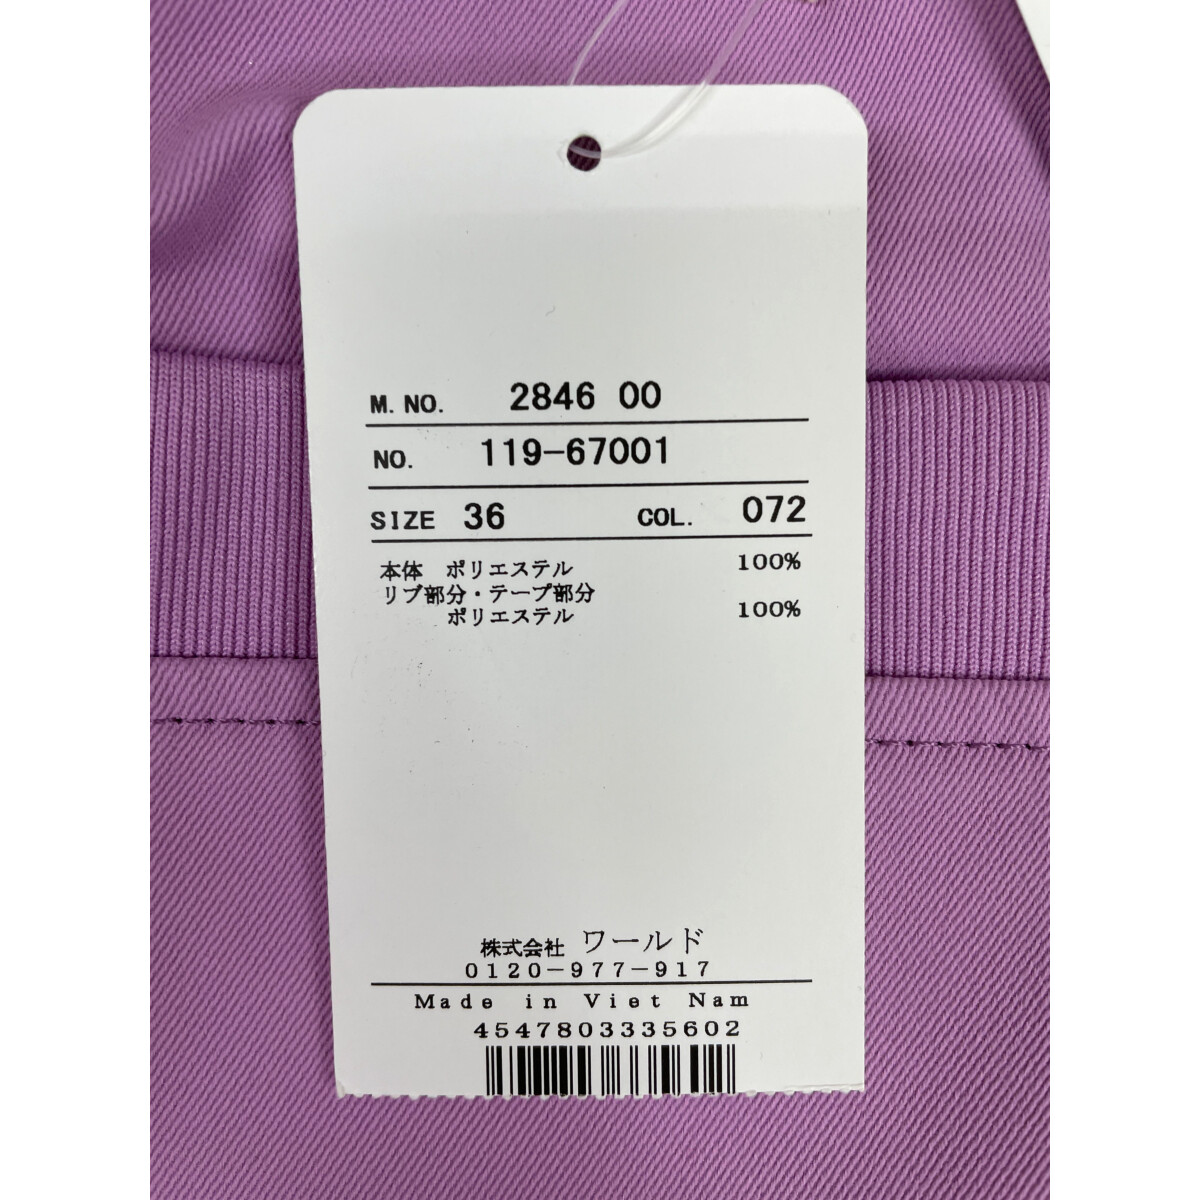 M. NO. 2846 00
NO. 119-67001
SIZE 36 COL. 072
本体 ポリエステル 100%
リブ部分・テープ部分
ポリエステル 100%
株式会社 ワールド
0120-977-917
Made in Viet Nam
4547803335602